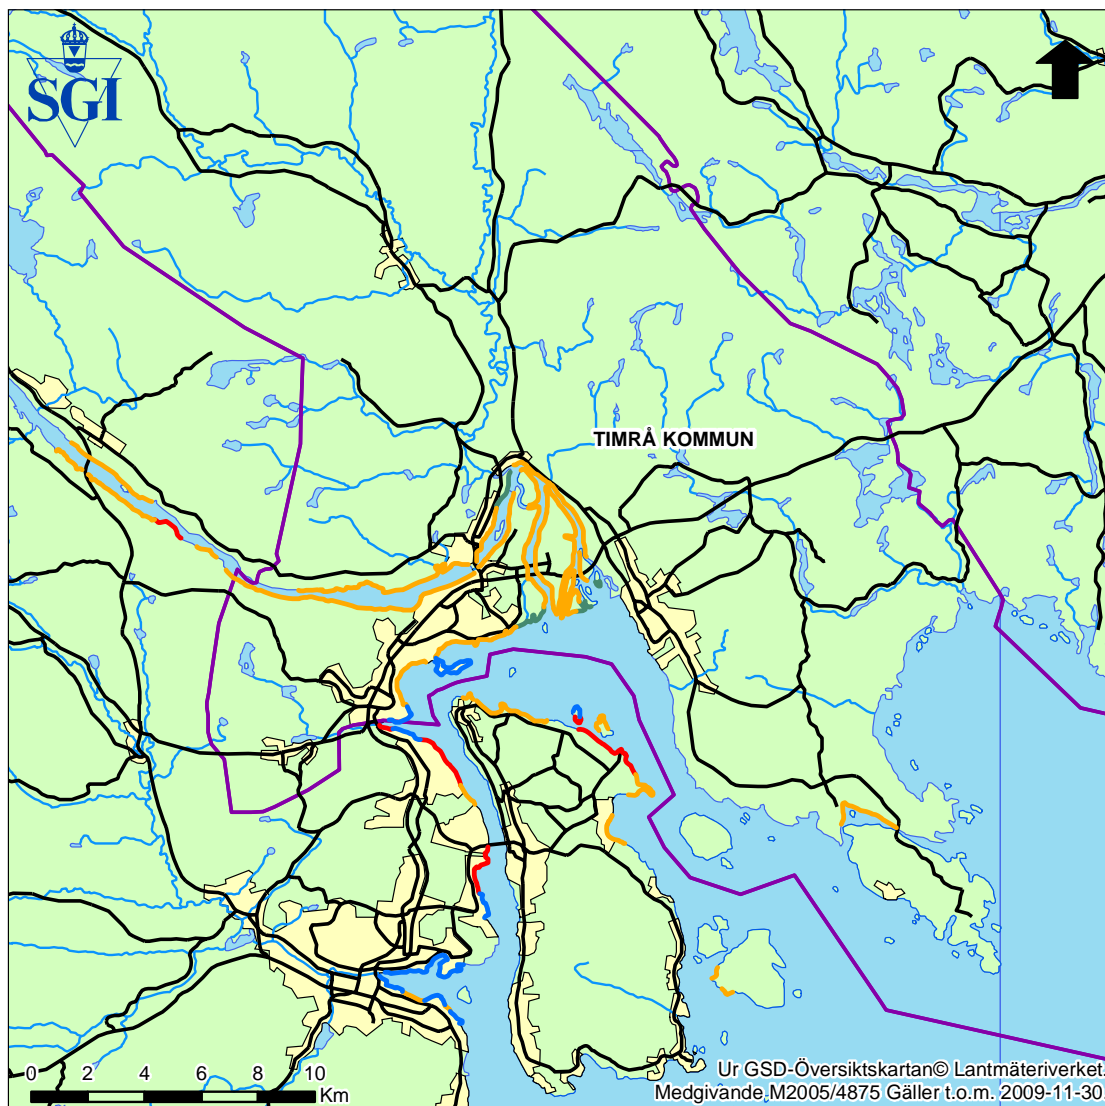 SGI
TIMRÅ KOMMUN
0 2 4 6 8 10
Km
Ur GSD-Översiktskartan© Lantmäteriverket.
Medgivande M2005/4875 Gäller t.o.m. 2009-11-30